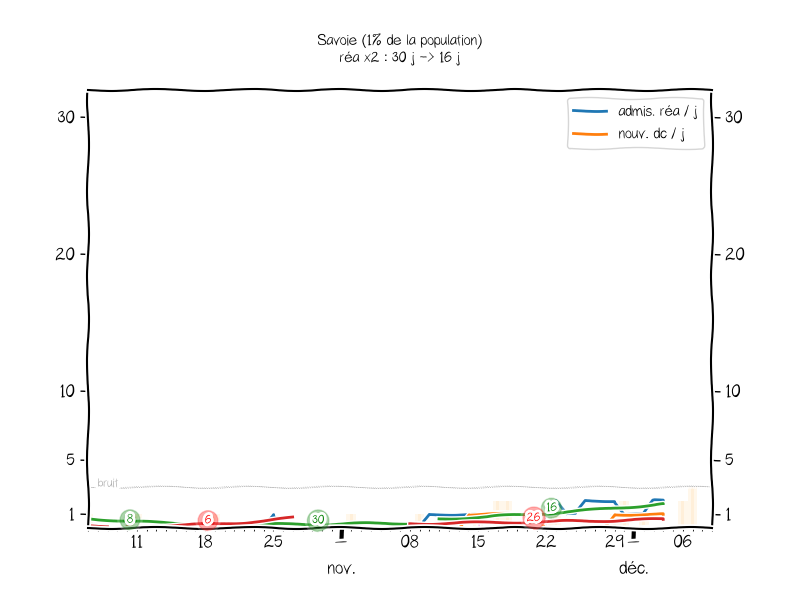 Savoie (1% de la population)
réa x2 : 30 j -> 16 j
admis. réa / j
nouv. dc / j
30 30
20 20
10 10
5 5
bruit
1 1
8 6 30 26 16
11 18 25 08 15 22 29 06
nov. déc.